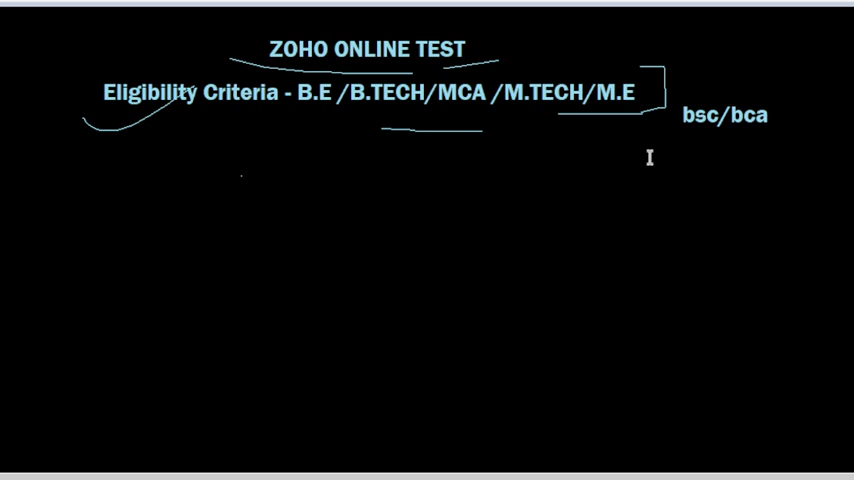 ZOHO ONLINE TEST
Eligibility Criteria - B.E /B.TECH/MCA /M.TECH/M.E
bsc/bca